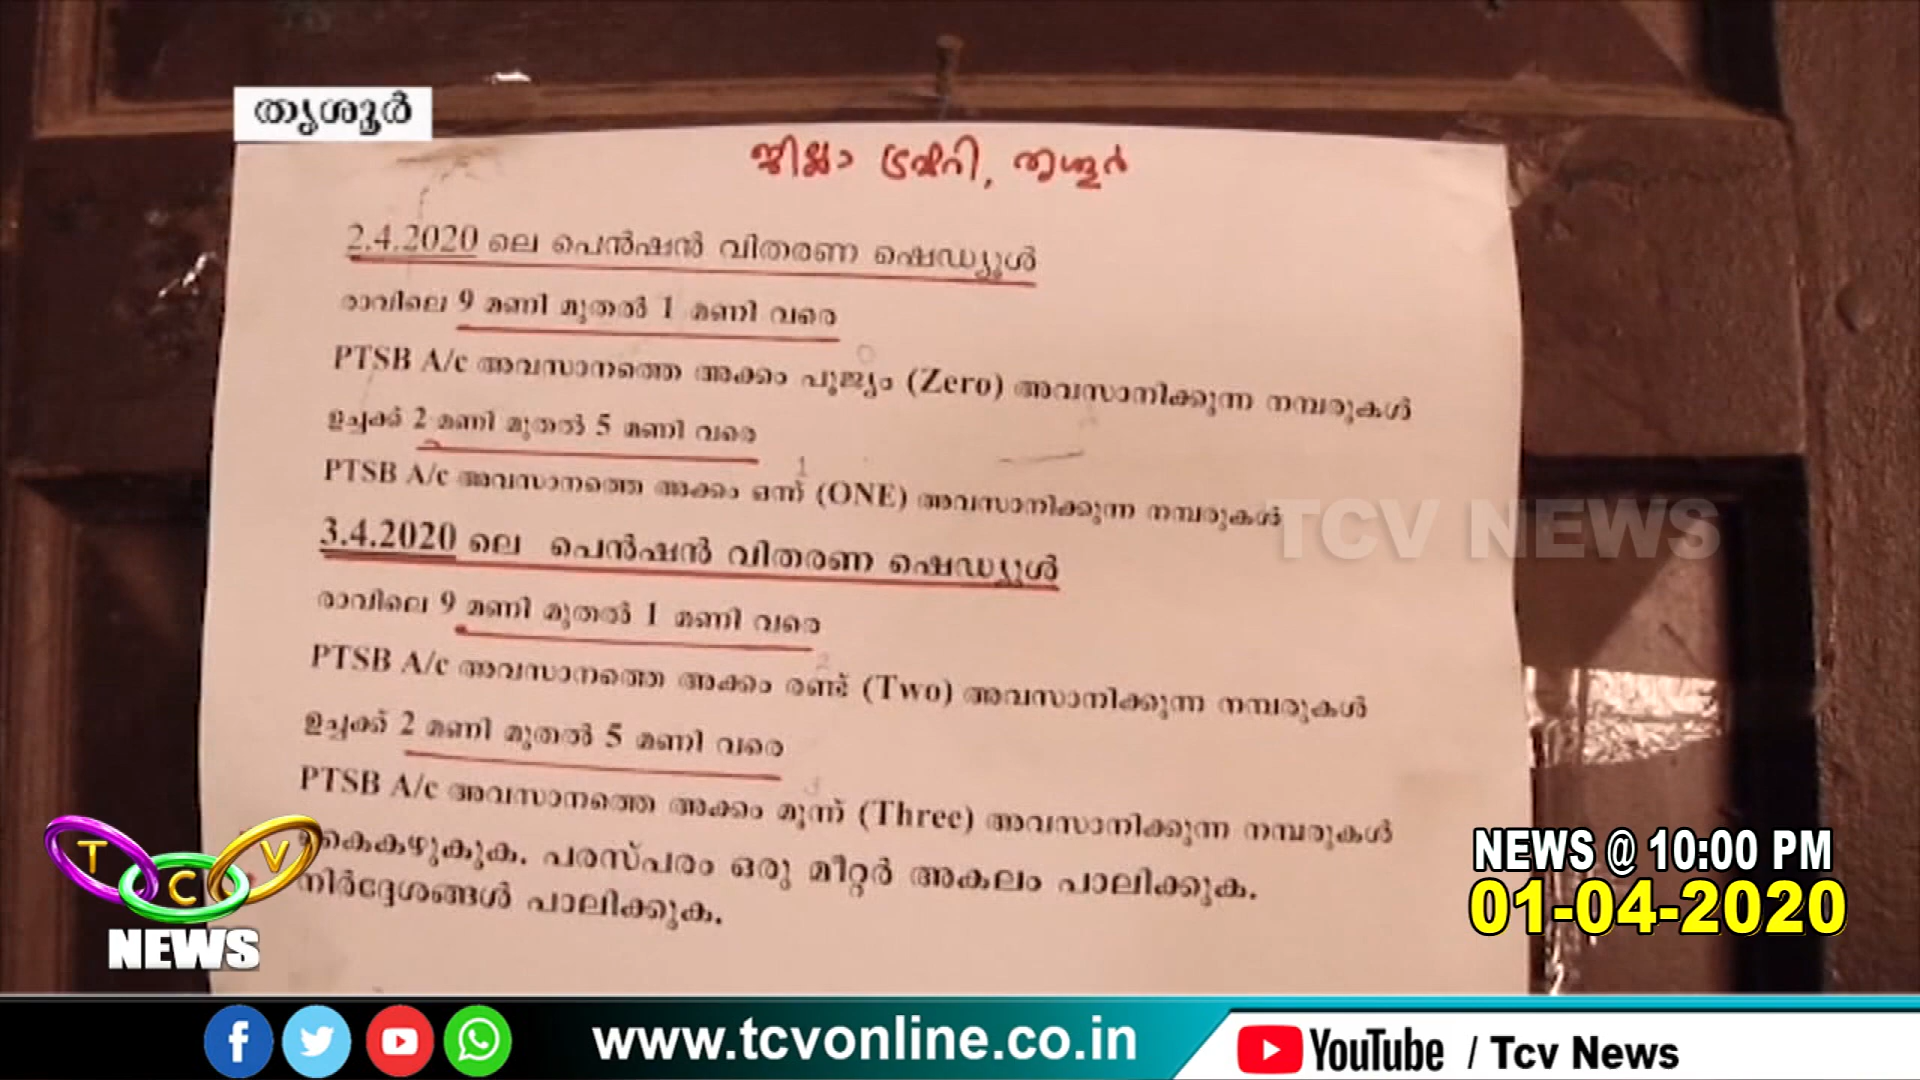 തൃശൂർ
ജില്ലാ ട്രഷറി, തൃശൂർ
2.4.2020 ലെ പെൻഷൻ വിതരണ ഷെഡ്യൂൾ
രാവിലെ 9 മണി മുതൽ 1 മണി വരെ
0
PTSB A/c അവസാനത്തെ അക്കം പൂജ്യം (Zero) അവസാനിക്കുന്ന നമ്പരുകൾ
ഉച്ചക്ക് 2 മണി മുതൽ 5 മണി വരെ
1
PTSB A/c അവസാനത്തെ അക്കം ഒന്ന് (ONE) അവസാനിക്കുന്ന നമ്പരുകൾ
TCV NEWS
3.4.2020 ലെ പെൻഷൻ വിതരണ ഷെഡ്യൂൾ
രാവിലെ 9 മണി മുതൽ 1 മണി വരെ
2
PTSB A/c അവസാനത്തെ അക്കം രണ്ട് (Two) അവസാനിക്കുന്ന നമ്പരുകൾ
ഉച്ചക്ക് 2 മണി മുതൽ 5 മണി വരെ
3
PTSB A/c അവസാനത്തെ അക്കം മൂന്ന് (Three) അവസാനിക്കുന്ന നമ്പരുകൾ
കൈകഴുകുക. പരസ്പരം ഒരു മീറ്റർ അകലം പാലിക്കുക.
നിർദ്ദേശങ്ങൾ പാലിക്കുക.
TCV
NEWS
NEWS @ 10:00 PM
01-04-2020
www.tcvonline.co.in
YouTube / Tcv News